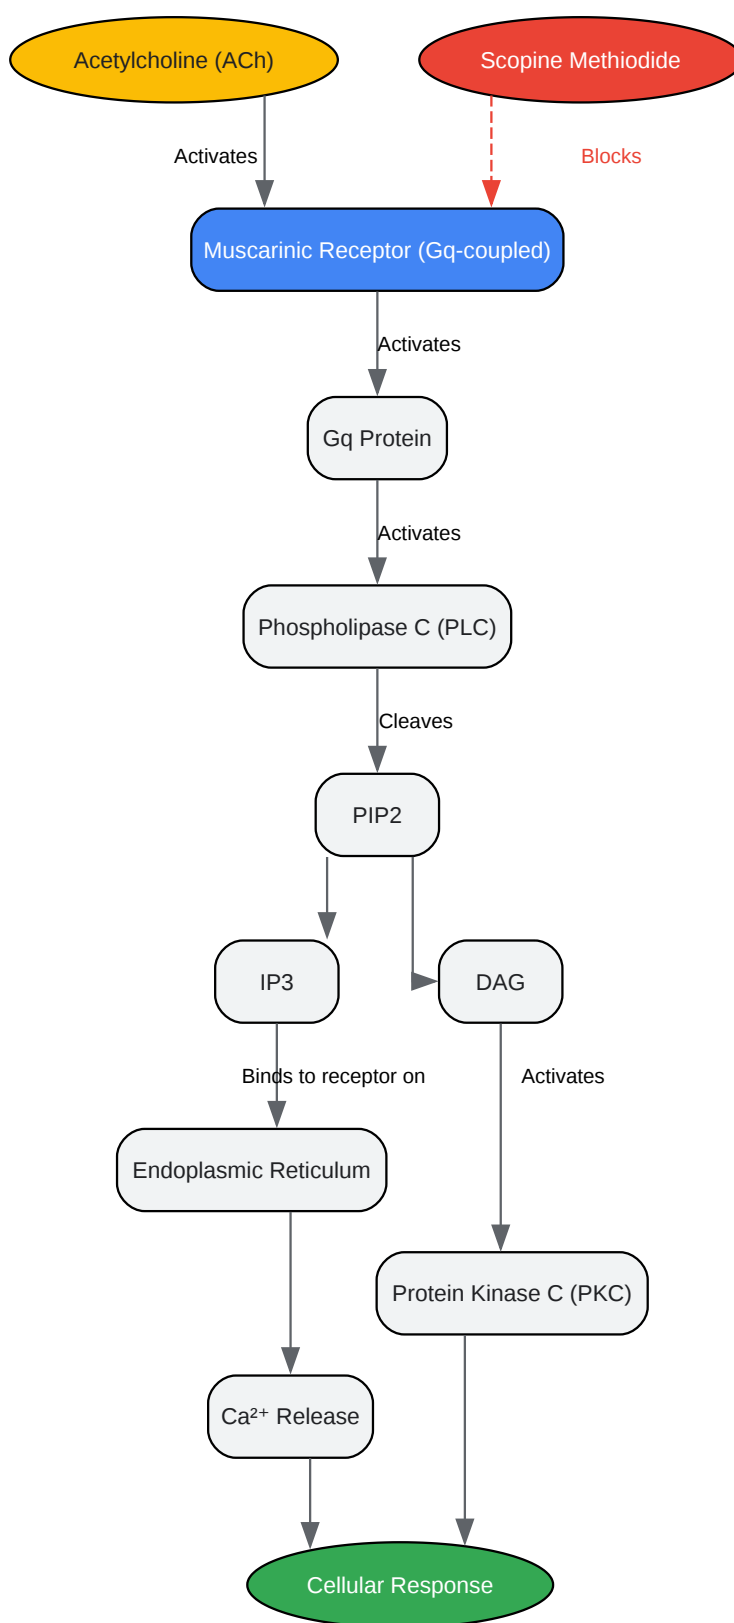 Acetylcholine (ACh)
Scopine Methiodide
Activates
Blocks
Muscarinic Receptor (Gq-coupled)
Activates
Gq Protein
Activates
Phospholipase C (PLC)
Cleaves
PIP2
IP3
DAG
Binds to receptor on
Activates
Endoplasmic Reticulum
Protein Kinase C (PKC)
Ca²⁺ Release
Cellular Response